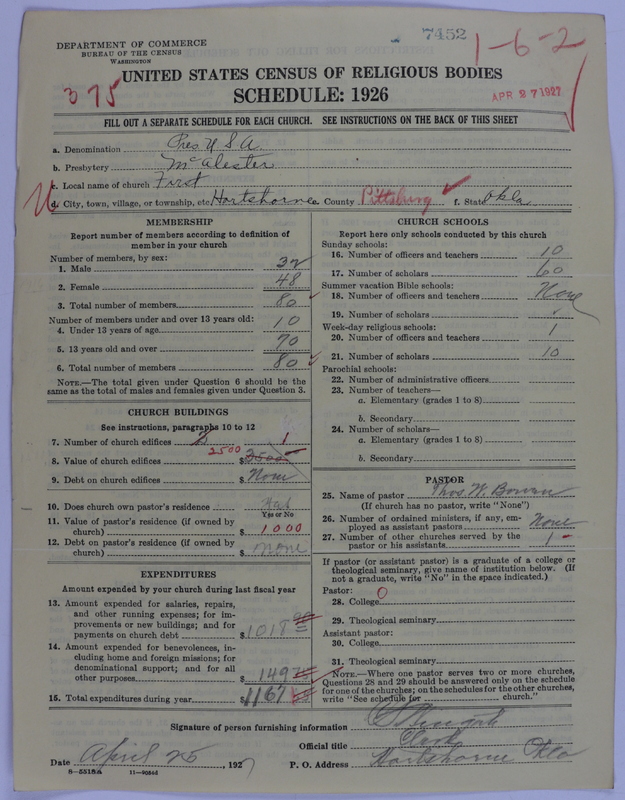 7452
1-6-2
DEPARTMENT OF COMMERCE
BUREAU OF THE CENSUS
WASHINGTON
UNITED STATES CENSUS OF RELIGIOUS BODIES
375
SCHEDULE: 1926
APR 27 1927
FILL OUT A SEPARATE SCHEDULE FOR EACH CHURCH. SEE INSTRUCTIONS ON THE BACK OF THIS SHEET
a. Denomination Pres. U S A.
b. Presbytery McAlester
c. Local name of church First
d. City, town, village, or township, etc. Hartshorne e. County Pittsburg f. State Okla
MEMBERSHIP
Report number of members according to definition of
member in your church
Number of members, by sex:
1. Male 32
2. Female 48
3. Total number of members 80
Number of members under and over 13 years old:
4. Under 13 years of age 10
5. 13 years old and over 70
6. Total number of members 80
NOTE.—The total given under Question 6 should be the
same as the total of males and females given under Question 3.
CHURCH BUILDINGS
See instructions, paragraphs 10 to 12
7. Number of church edifices 2 1
8. Value of church edifices 2500 $3500
9. Debt on church edifices $ None
10. Does church own pastor's residence
Yes or No
11. Value of pastor's residence (if owned by
church) $ 1000
12. Debt on pastor's residence (if owned by
church) $ None
EXPENDITURES
Amount expended by your church during last fiscal year
13. Amount expended for salaries, repairs,
and other running expenses; for im-
provements or new buildings; and for
payments on church debt $1018
14. Amount expended for benevolences, in-
cluding home and foreign missions; for
denominational support; and for all
other purposes 149
15. Total expenditures during year $1167
CHURCH SCHOOLS
Report here only schools conducted by this church
Sunday schools:
16. Number of officers and teachers 10
17. Number of scholars 60
Summer vacation Bible schools:
18. Number of officers and teachers None
19. Number of scholars
Week-day religious schools:
20. Number of officers and teachers 1
21. Number of scholars 10
Parochial schools:
22. Number of administrative officers
23. Number of teachers—
a. Elementary (grades 1 to 8)
b. Secondary
24. Number of scholars—
a. Elementary (grades 1 to 8)
b. Secondary
PASTOR
25. Name of pastor Thos. W. Bowen
(If church has no pastor, write "None")
26. Number of ordained ministers, if any, em-
ployed as assistant pastors None
27. Number of other churches served by the
pastor or his assistants 1
If pastor (or assistant pastor) is a graduate of a college or
theological seminary, give name of institution below. (If
not a graduate, write "No" in the space indicated.)
Pastor: 0
28. College
29. Theological seminary
Assistant pastor:
30. College
31. Theological seminary
NOTE.—Where one pastor serves two or more churches,
Questions 28 and 29 should be answered only on the schedule
for one of the churches; on the schedules for the other churches,
write "See schedule for church."
Signature of person furnishing information
Official title Clerk
Date April 25, 1927 P. O. Address Hartshorne Okla
8-5518a 11-90546